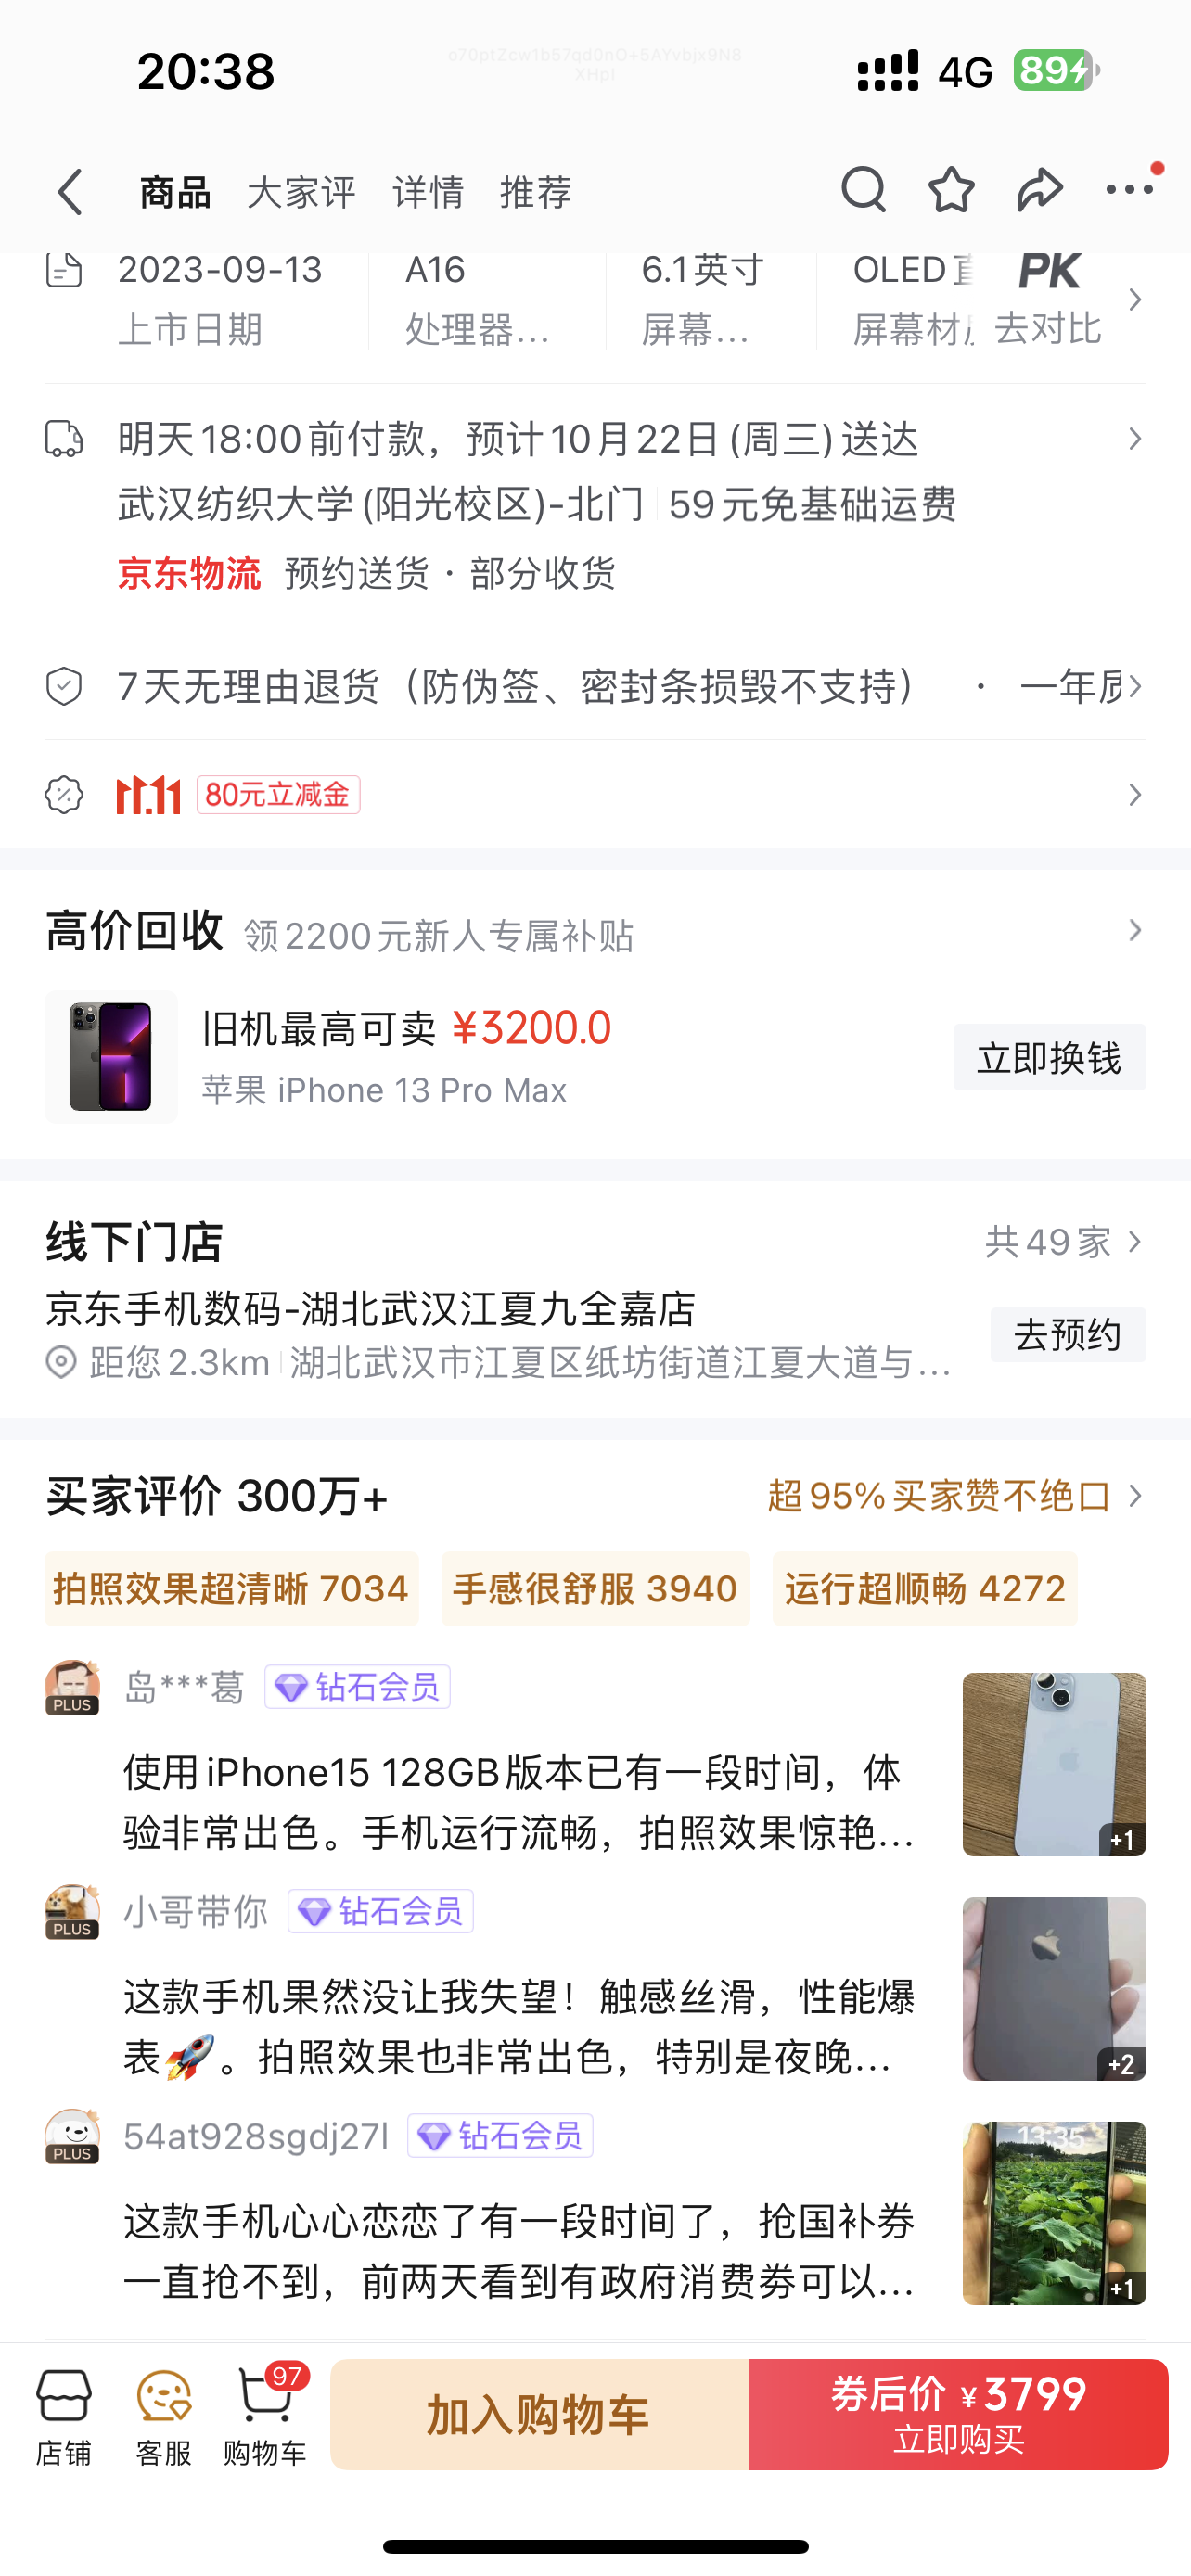 20:38
o70ptZcw1b57qd0nO+5AYvbjx9N8
XHpI
4G
89
商品 大家评 详情 推荐
2023-09-13 A16 6.1英寸 OLED PK
上市日期 处理器... 屏幕... 屏幕材 去对比
明天18:00前付款，预计10月22日(周三)送达
武汉纺织大学(阳光校区)-北门 59元免基础运费
京东物流 预约送货·部分收货
7天无理由退货（防伪签、密封条损毁不支持） · 一年质
11.11 80元立减金
高价回收 领2200元新人专属补贴
旧机最高可卖 ¥3200.0
苹果 iPhone 13 Pro Max
立即换钱
线下门店 共49家
京东手机数码-湖北武汉江夏九全嘉店
距您2.3km 湖北武汉市江夏区纸坊街道江夏大道与...
去预约
买家评价 300万+ 超95%买家赞不绝口
拍照效果超清晰 7034 手感很舒服 3940 运行超顺畅 4272
PLUS 岛***葛 钻石会员
使用iPhone15 128GB版本已有一段时间，体
验非常出色。手机运行流畅，拍照效果惊艳...
+1
PLUS 小哥带你 钻石会员
这款手机果然没让我失望！触感丝滑，性能爆
表🚀。拍照效果也非常出色，特别是夜晚...
+2
PLUS 54at928sgdj27l 钻石会员
13:35
这款手机心心恋恋了有一段时间了，抢国补券
一直抢不到，前两天看到有政府消费劵可以...
+1
97
店铺 客服 购物车
加入购物车
券后价 ¥3799
立即购买